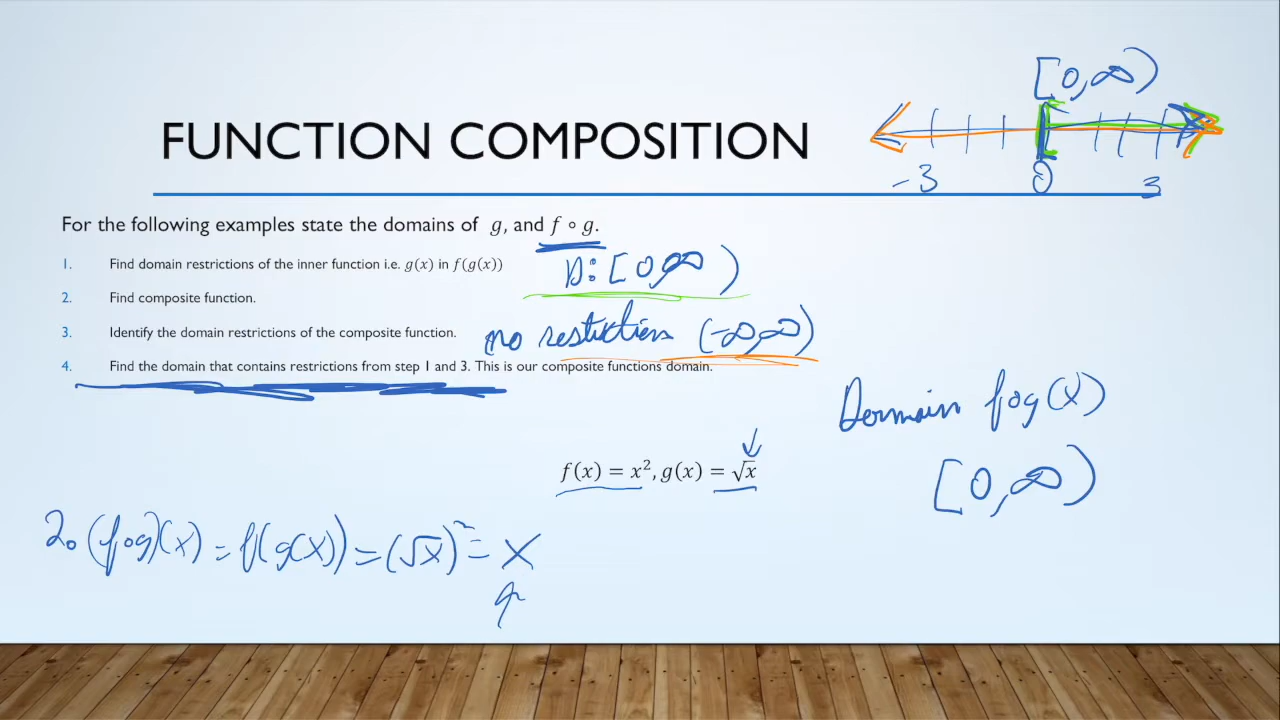 [0,∞)
FUNCTION COMPOSITION
-3 0 3
For the following examples state the domains of g, and f ∘ g.
1. Find domain restrictions of the inner function i.e. g(x) in f(g(x))
D: [0,∞)
2. Find composite function.
3. Identify the domain restrictions of the composite function.
no restriction (-∞,∞)
4. Find the domain that contains restrictions from step 1 and 3. This is our composite functions domain.
Domain fog(x)
[0,∞)
f(x) = x², g(x) = √x
2. (fog)(x) = f(g(x)) = (√x)² = x